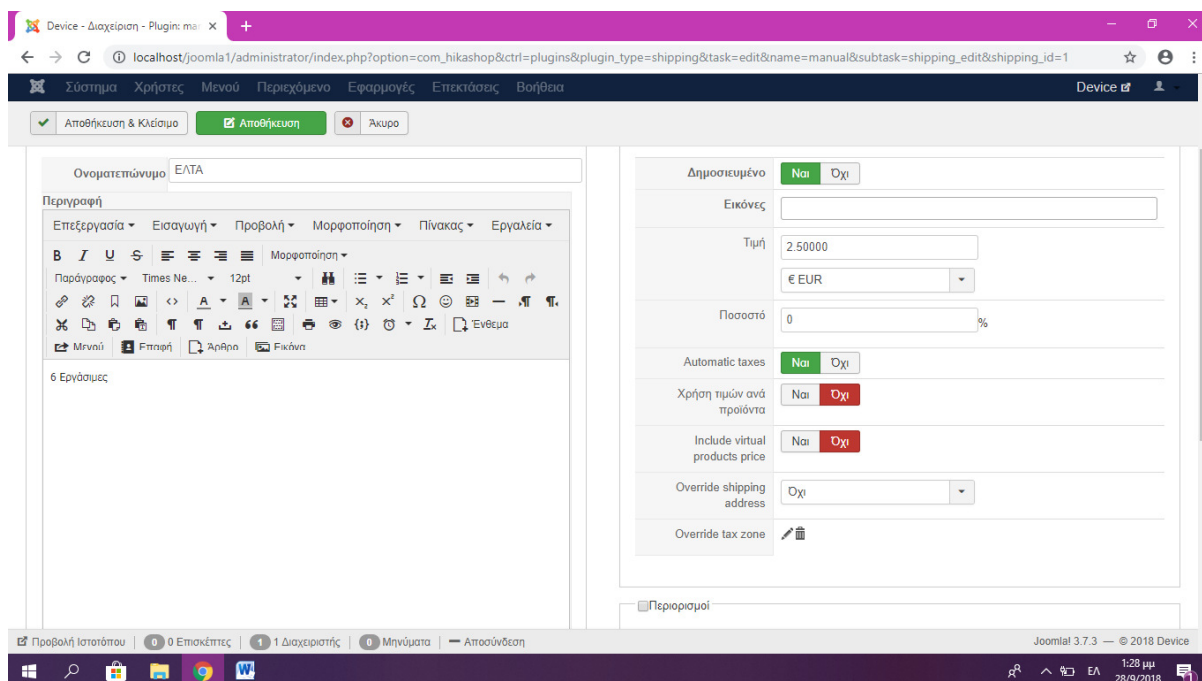 Device - Διαχείριση - Plugin: ma
localhost/joomla1/administrator/index.php?option=com_hikashop&ctrl=plugins&plugin_type=shipping&task=edit&name=manual&subtask=shipping_edit&shipping_id=1
Σύστημα Χρήστες Μενού Περιεχόμενο Εφαρμογές Επεκτάσεις Βοήθεια Device
Αποθήκευση & Κλείσιμο Αποθήκευση Άκυρο
Ονοματεπώνυμο ΕΛΤΑ
Περιγραφή
Επεξεργασία Εισαγωγή Προβολή Μορφοποίηση Πίνακας Εργαλεία
B I U S Μορφοποίηση
Παράγραφος Times Ne... 12pt
Ένθεμα
Μενού Επαφή Άρθρο Εικόνα
6 Εργάσιμες
Δημοσιευμένο Ναι Όχι
Εικόνες
Τιμή 2.50000
€ EUR
Ποσοστό 0 %
Automatic taxes Ναι Όχι
Χρήση τιμών ανά προϊόντα Ναι Όχι
Include virtual products price Ναι Όχι
Override shipping address Όχι
Override tax zone
Περιορισμοί
Προβολή Ιστοτόπου 0 0 Επισκέπτες 1 1 Διαχειριστής 0 Μηνύματα Αποσύνδεση Joomla! 3.7.3 — © 2018 Device
ΕΛ 1:28 μμ
28/9/2018